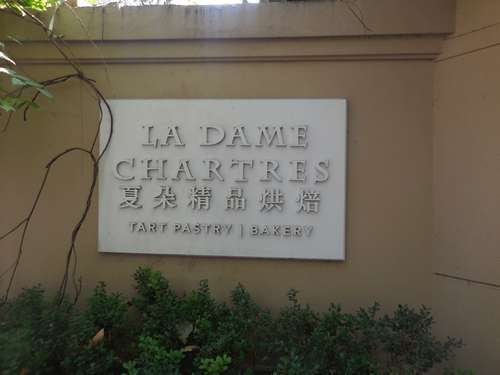 LA DAME
CHARTRES
夏朵精品烘焙
TART PASTRY | BAKERY